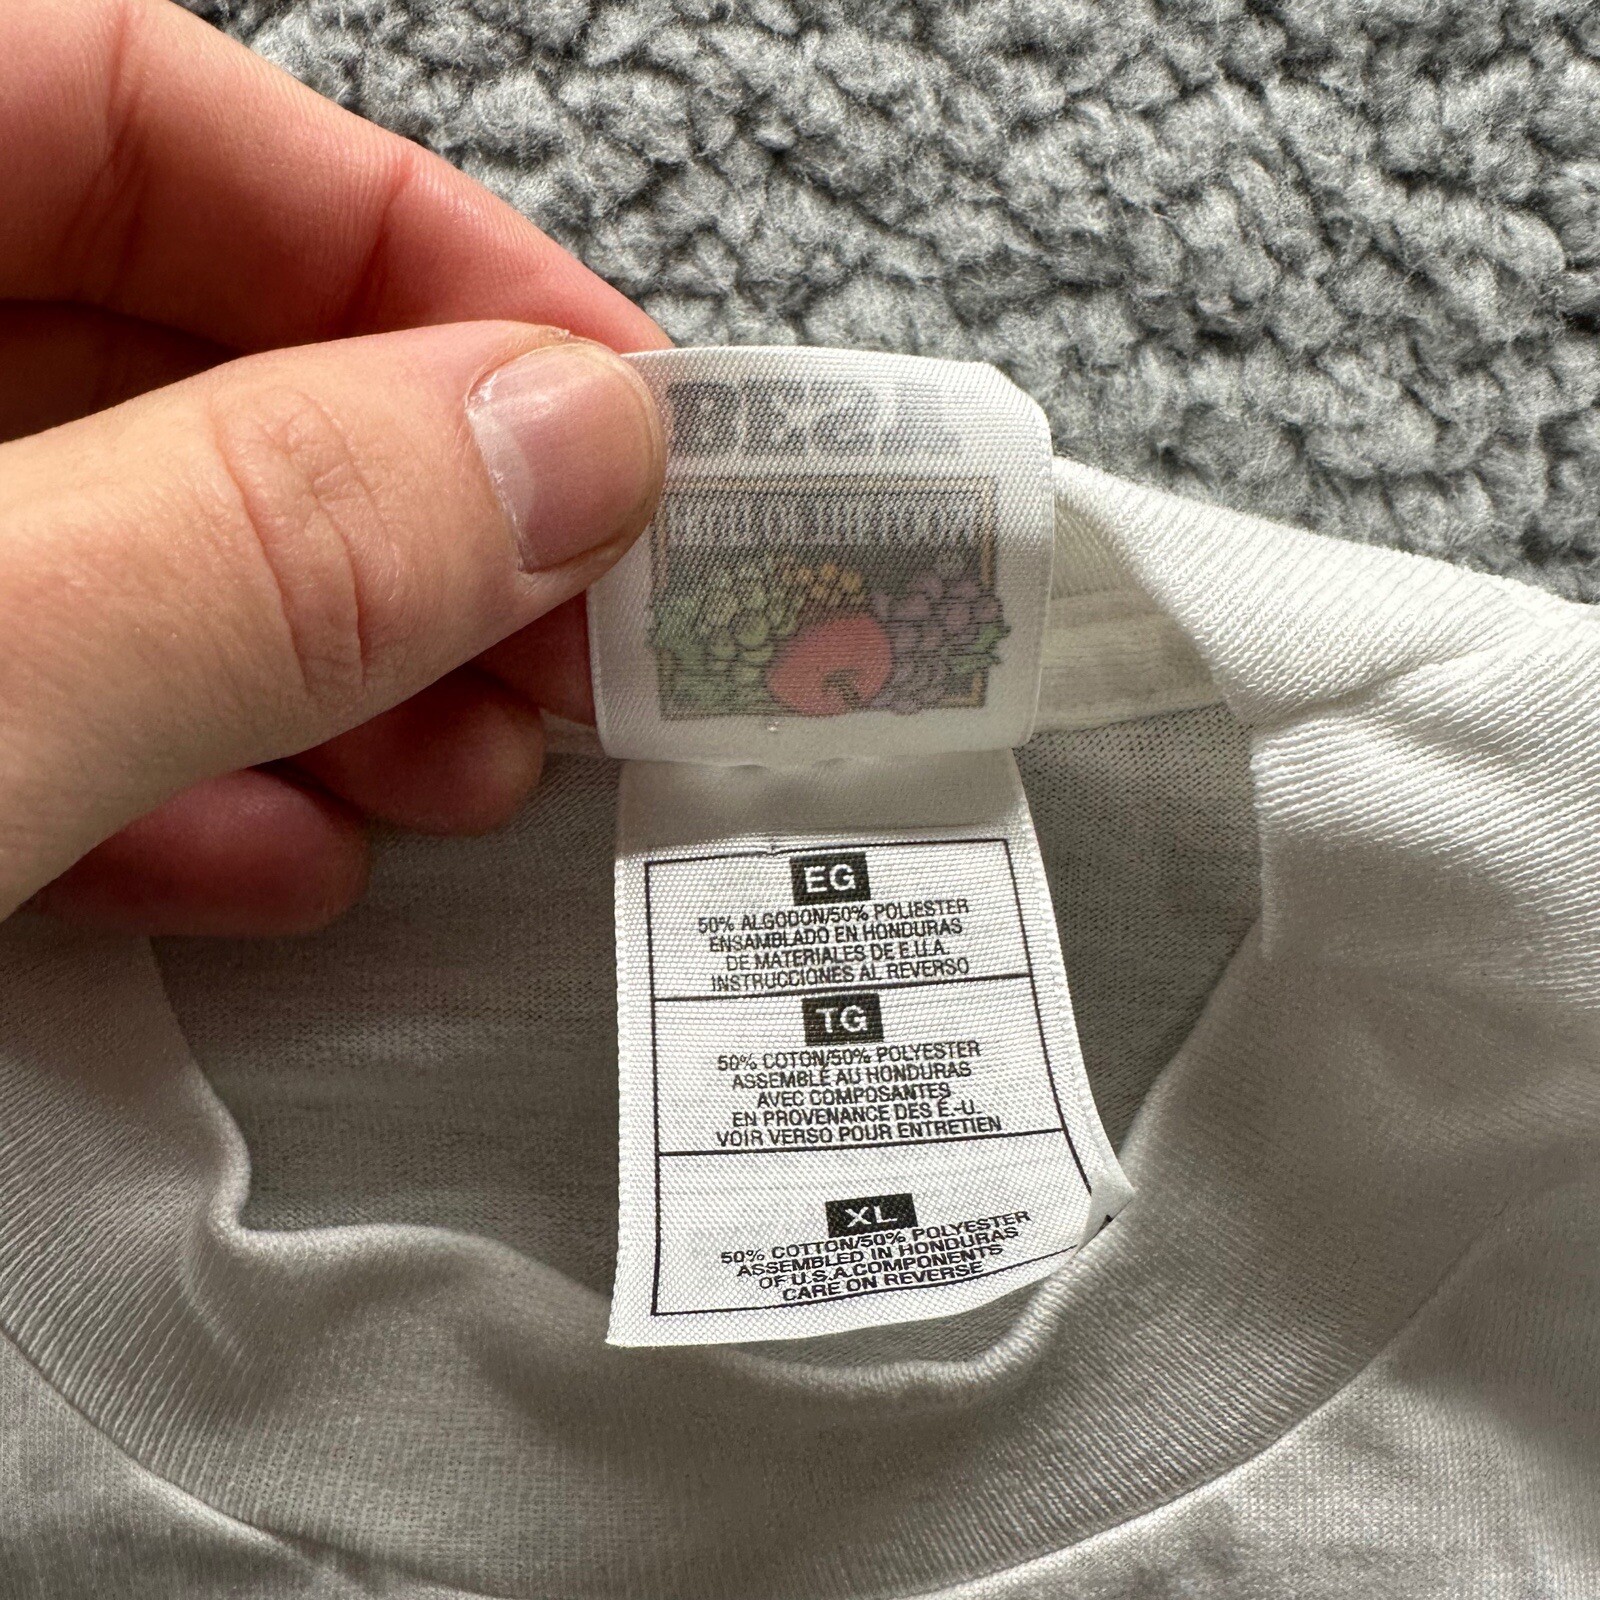 EG
50% ALGODON/50% POLIESTER
ENSAMBLADO EN HONDURAS
DE MATERIALES DE E.U.A.
INSTRUCCIONES AL REVERSO
TG
50% COTON/50% POLYESTER
ASSEMBLÉ AU HONDURAS
AVEC COMPOSANTES
EN PROVENANCE DES É.-U.
VOIR VERSO POUR ENTRETIEN
XL
50% COTTON/50% POLYESTER
ASSEMBLED IN HONDURAS
OF U.S.A.COMPONENTS
CARE ON REVERSE